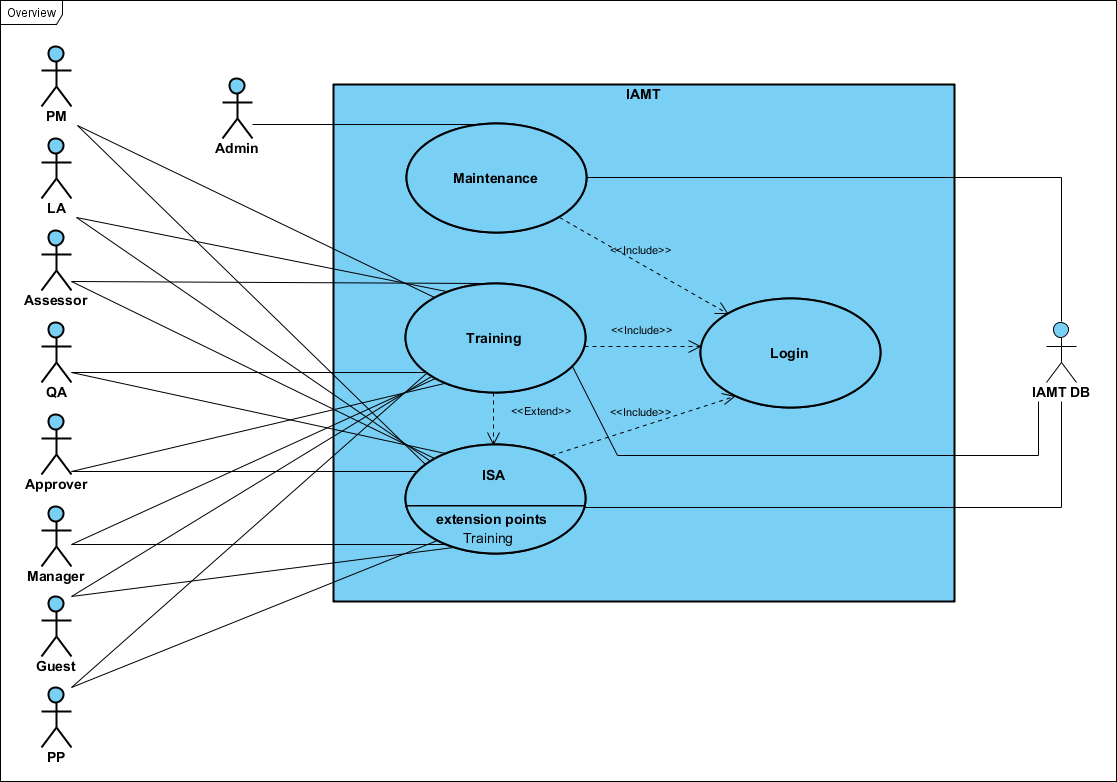 Overview
PM
LA
Assessor
QA
Approver
Manager
Guest
PP
Admin
IAMT
Maintenance
<<Include>>
Training
<<Include>>
Login
<<Extend>>
<<Include>>
ISA
extension points
Training
IAMT DB